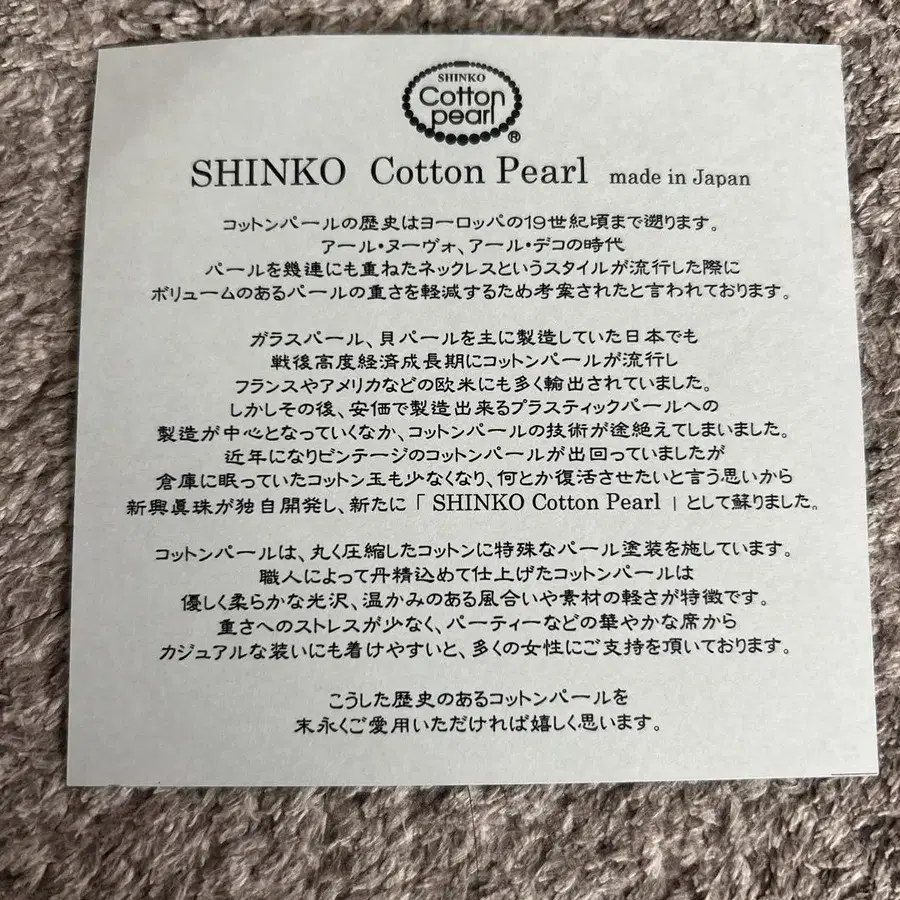 SHINKO
Cotton
pearl
®
SHINKO Cotton Pearl made in Japan
コットンパールの歴史はヨーロッパの19世紀頃まで遡ります。
アール・ヌーヴォ、アール・デコの時代
パールを幾連にも重ねたネックレスというスタイルが流行した際に
ボリュームのあるパールの重さを軽減するため考案されたと言われております。
ガラスパール、貝パールを主に製造していた日本でも
戦後高度経済成長期にコットンパールが流行し
フランスやアメリカなどの欧米にも多く輸出されていました。
しかしその後、安価で製造出来るプラスティックパールへの
製造が中心となっていくなか、コットンパールの技術が途絶えてしまいました。
近年になりビンテージのコットンパールが出回っていましたが
倉庫に眠っていたコットン玉も少なくなり、何とか復活させたいと言う思いから
新興眞珠が独自開発し、新たに「 SHINKO Cotton Pearl 」として蘇りました。
コットンパールは、丸く圧縮したコットンに特殊なパール塗装を施しています。
職人によって丹精込めて仕上げたコットンパールは
優しく柔らかな光沢、温かみのある風合いや素材の軽さが特徴です。
重さへのストレスが少なく、パーティーなどの華やかな席から
カジュアルな装いにも着けやすいと、多くの女性にご支持を頂いております。
こうした歴史のあるコットンパールを
末永くご愛用いただければ嬉しく思います。